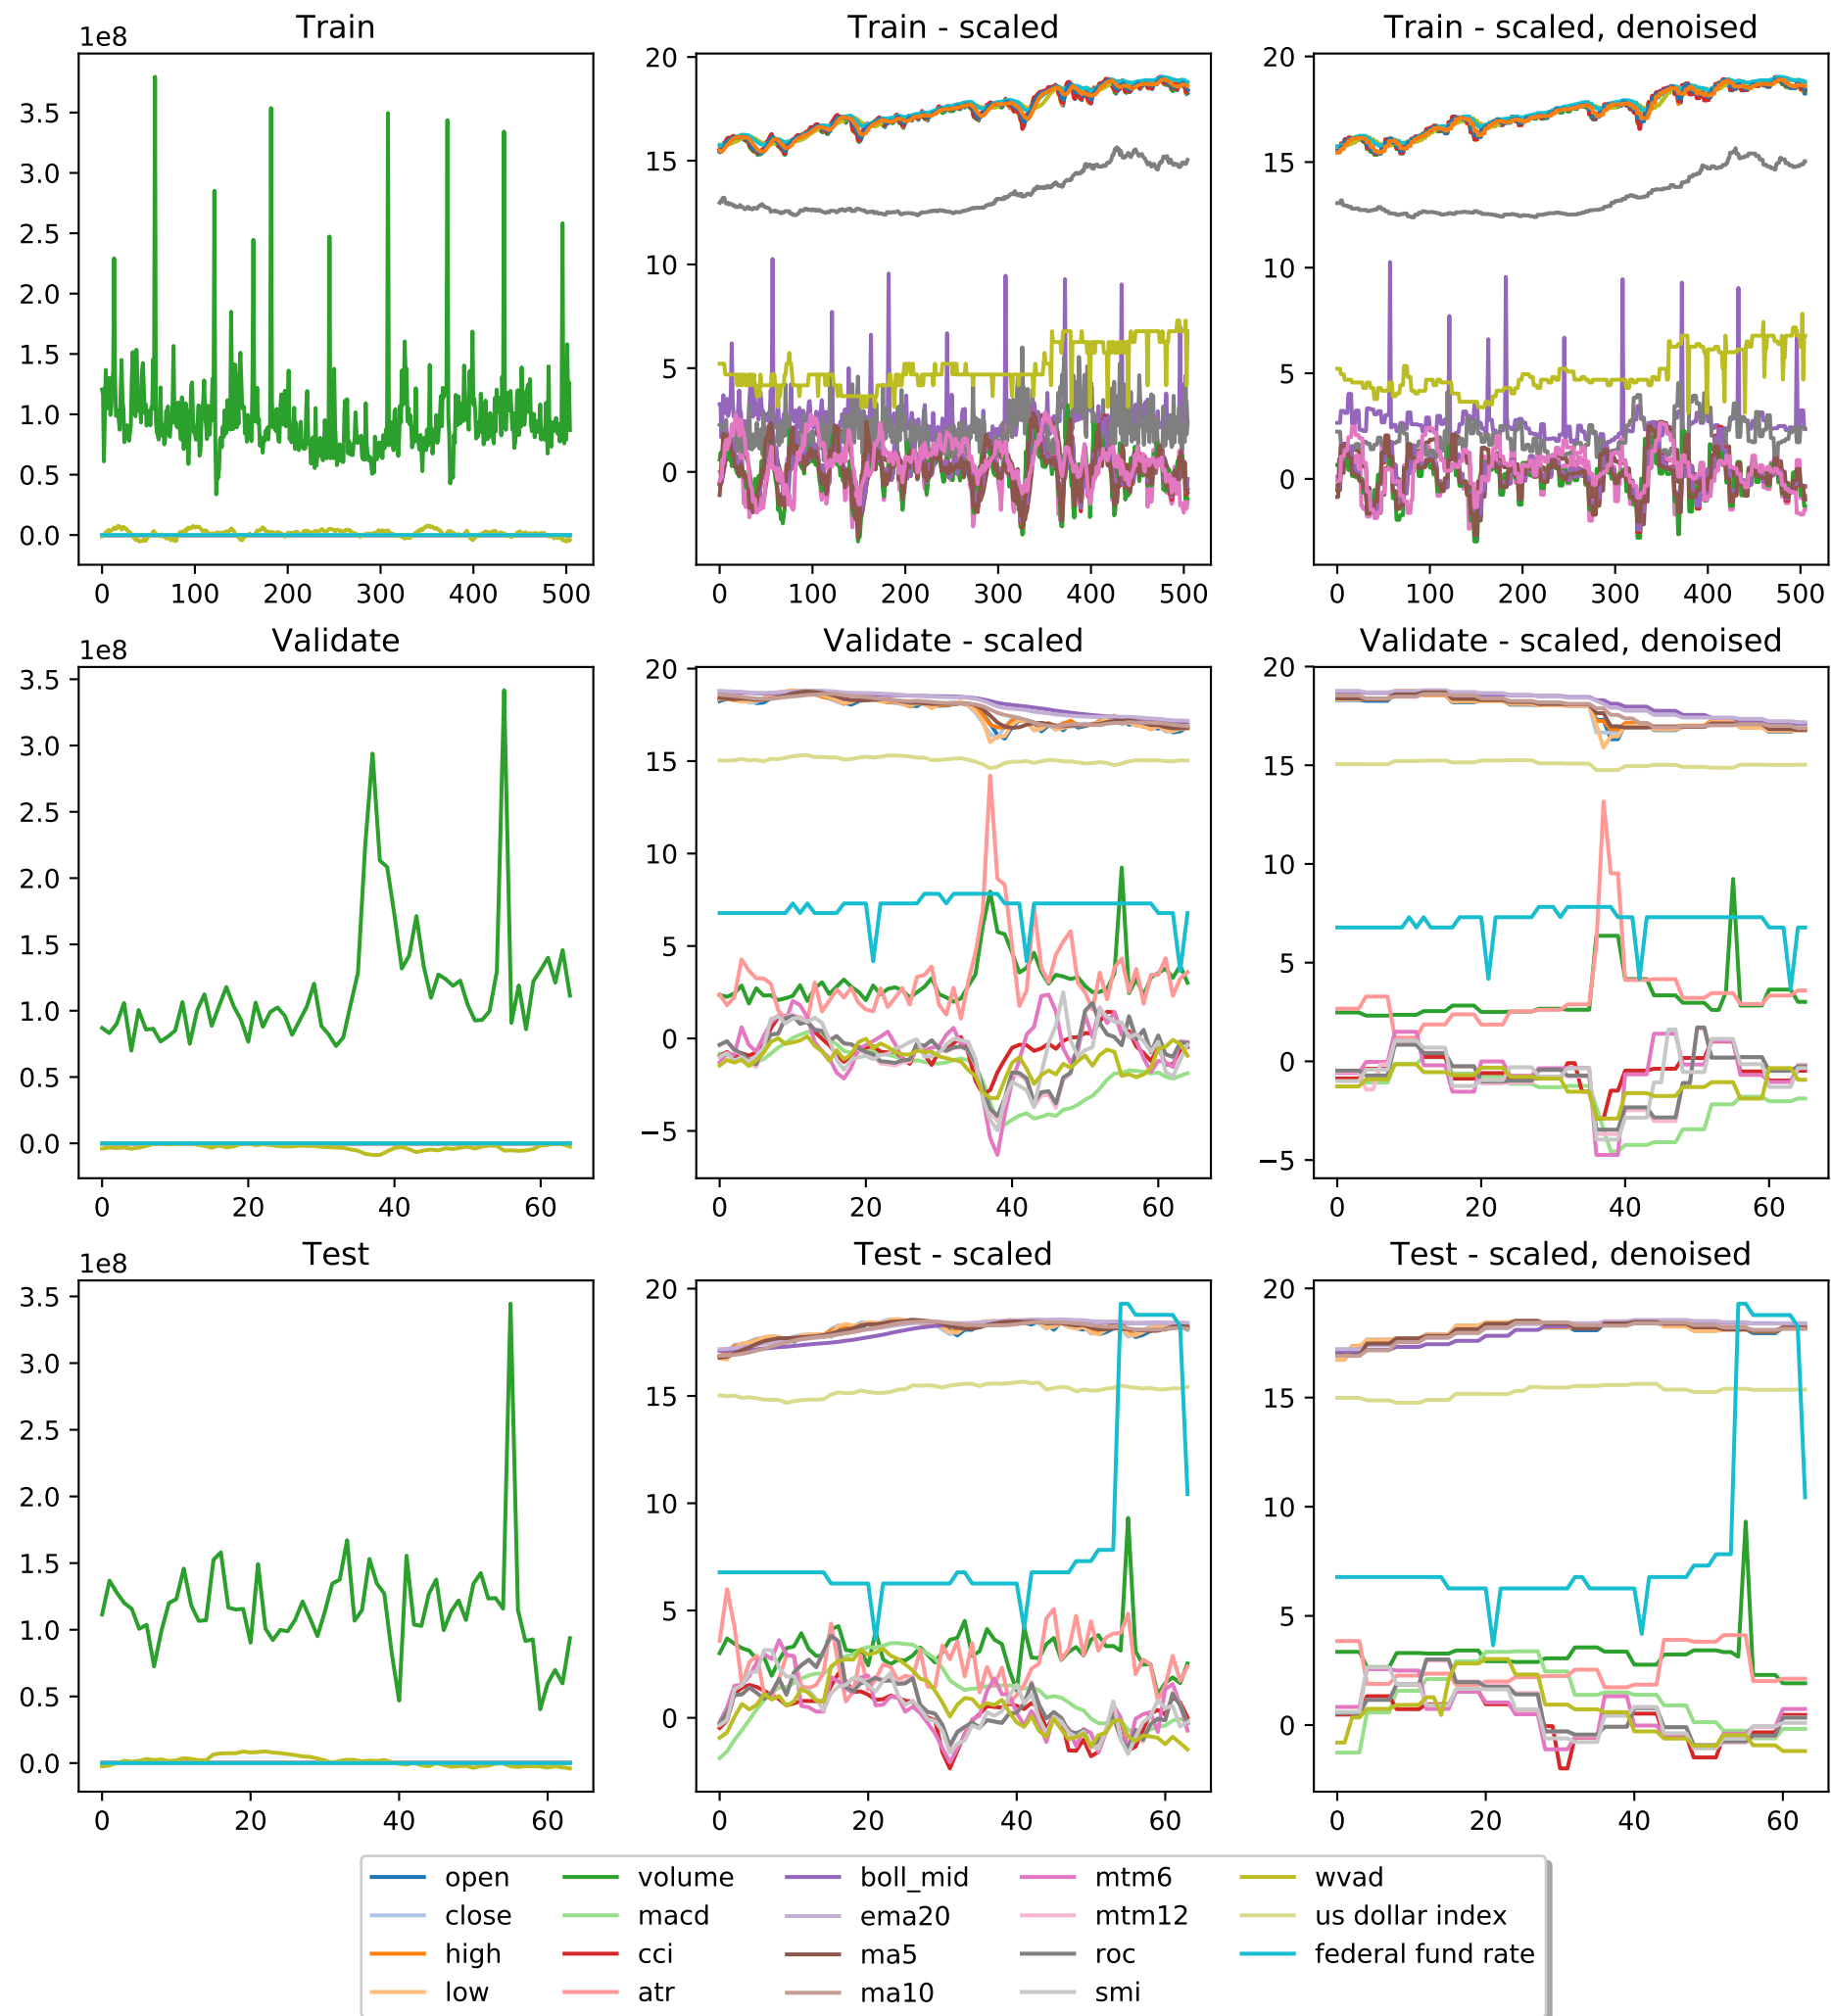 Train
1e8
3.5
3.0
2.5
2.0
1.5
1.0
0.5
0.0
0 100 200 300 400 500
Train - scaled
20
15
10
5
0
0 100 200 300 400 500
Train - scaled, denoised
20
15
10
5
0
0 100 200 300 400 500
Validate
1e8
3.5
3.0
2.5
2.0
1.5
1.0
0.5
0.0
0 20 40 60
Validate - scaled
20
15
10
5
0
−5
0 20 40 60
Validate - scaled, denoised
20
15
10
5
0
−5
0 20 40 60
Test
1e8
3.5
3.0
2.5
2.0
1.5
1.0
0.5
0.0
0 20 40 60
Test - scaled
20
15
10
5
0
0 20 40 60
Test - scaled, denoised
20
15
10
5
0
0 20 40 60
open
close
high
low
volume
macd
cci
atr
boll_mid
ema20
ma5
ma10
mtm6
mtm12
roc
smi
wvad
us dollar index
federal fund rate